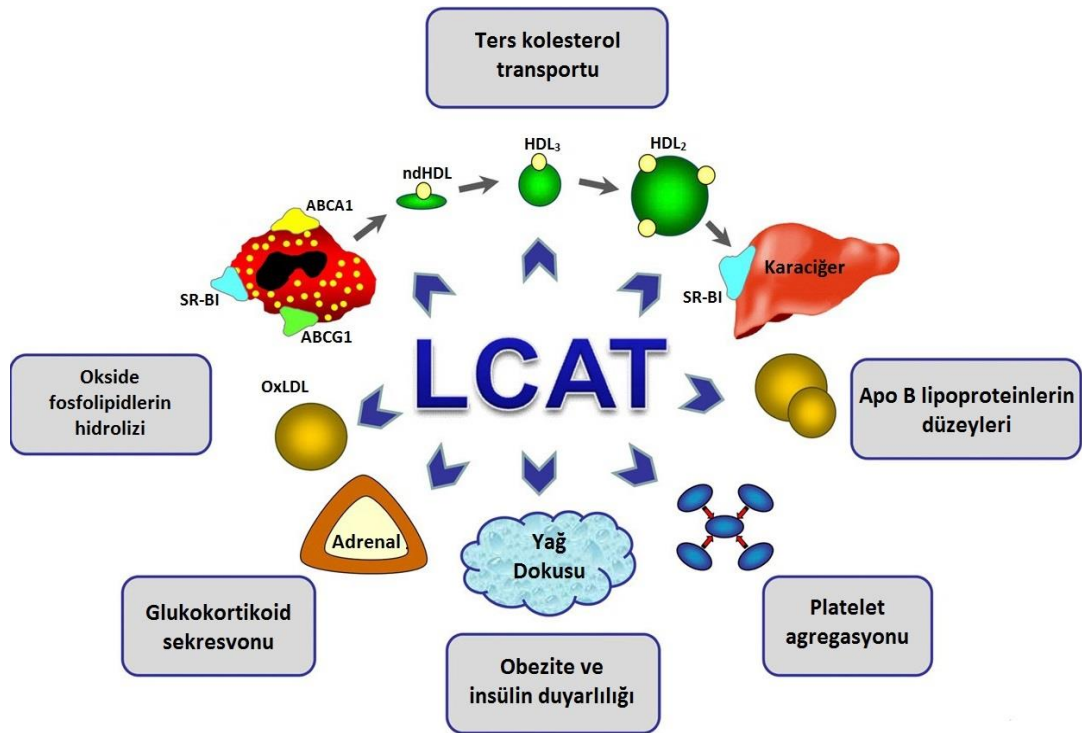 Ters kolesterol
transportu
HDL₃
HDL₂
ndHDL
ABCA1
Karaciğer
SR-BI
SR-BI
ABCG1
LCAT
Okside
fosfolipidlerin
hidrolizi
OxLDL
Apo B lipoproteinlerin
düzeyleri
Adrenal
Yağ
Dokusu
Glukokortikoid
sekresvonu
Platelet
agregasyonu
Obezite ve
insülin duyarlılığı